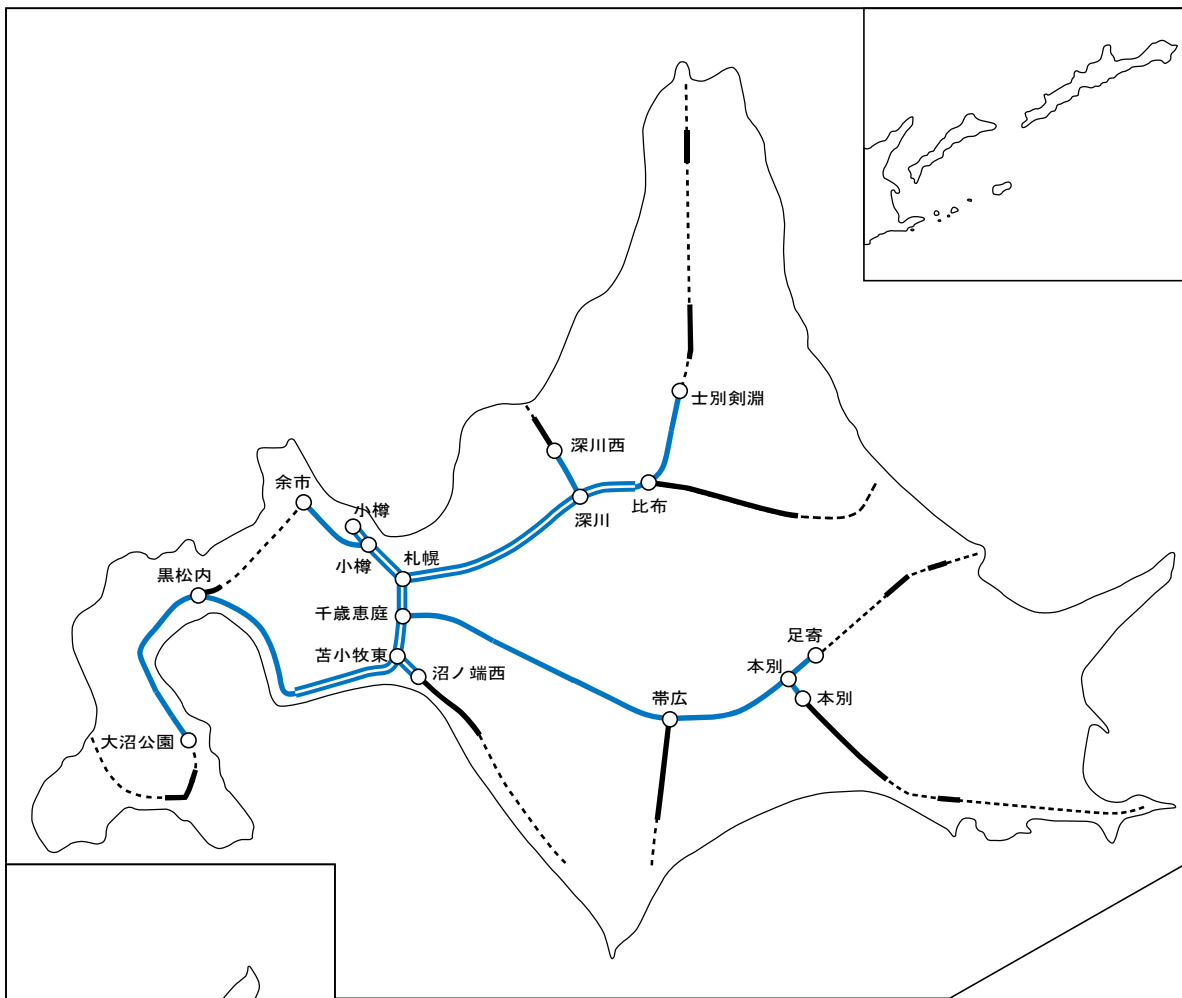 士別剣淵
深川西
余市
小樽
深川
比布
小樽
札幌
黒松内
千歳恵庭
足寄
苫小牧東
本別
沼ノ端西
本別
帯広
大沼公園